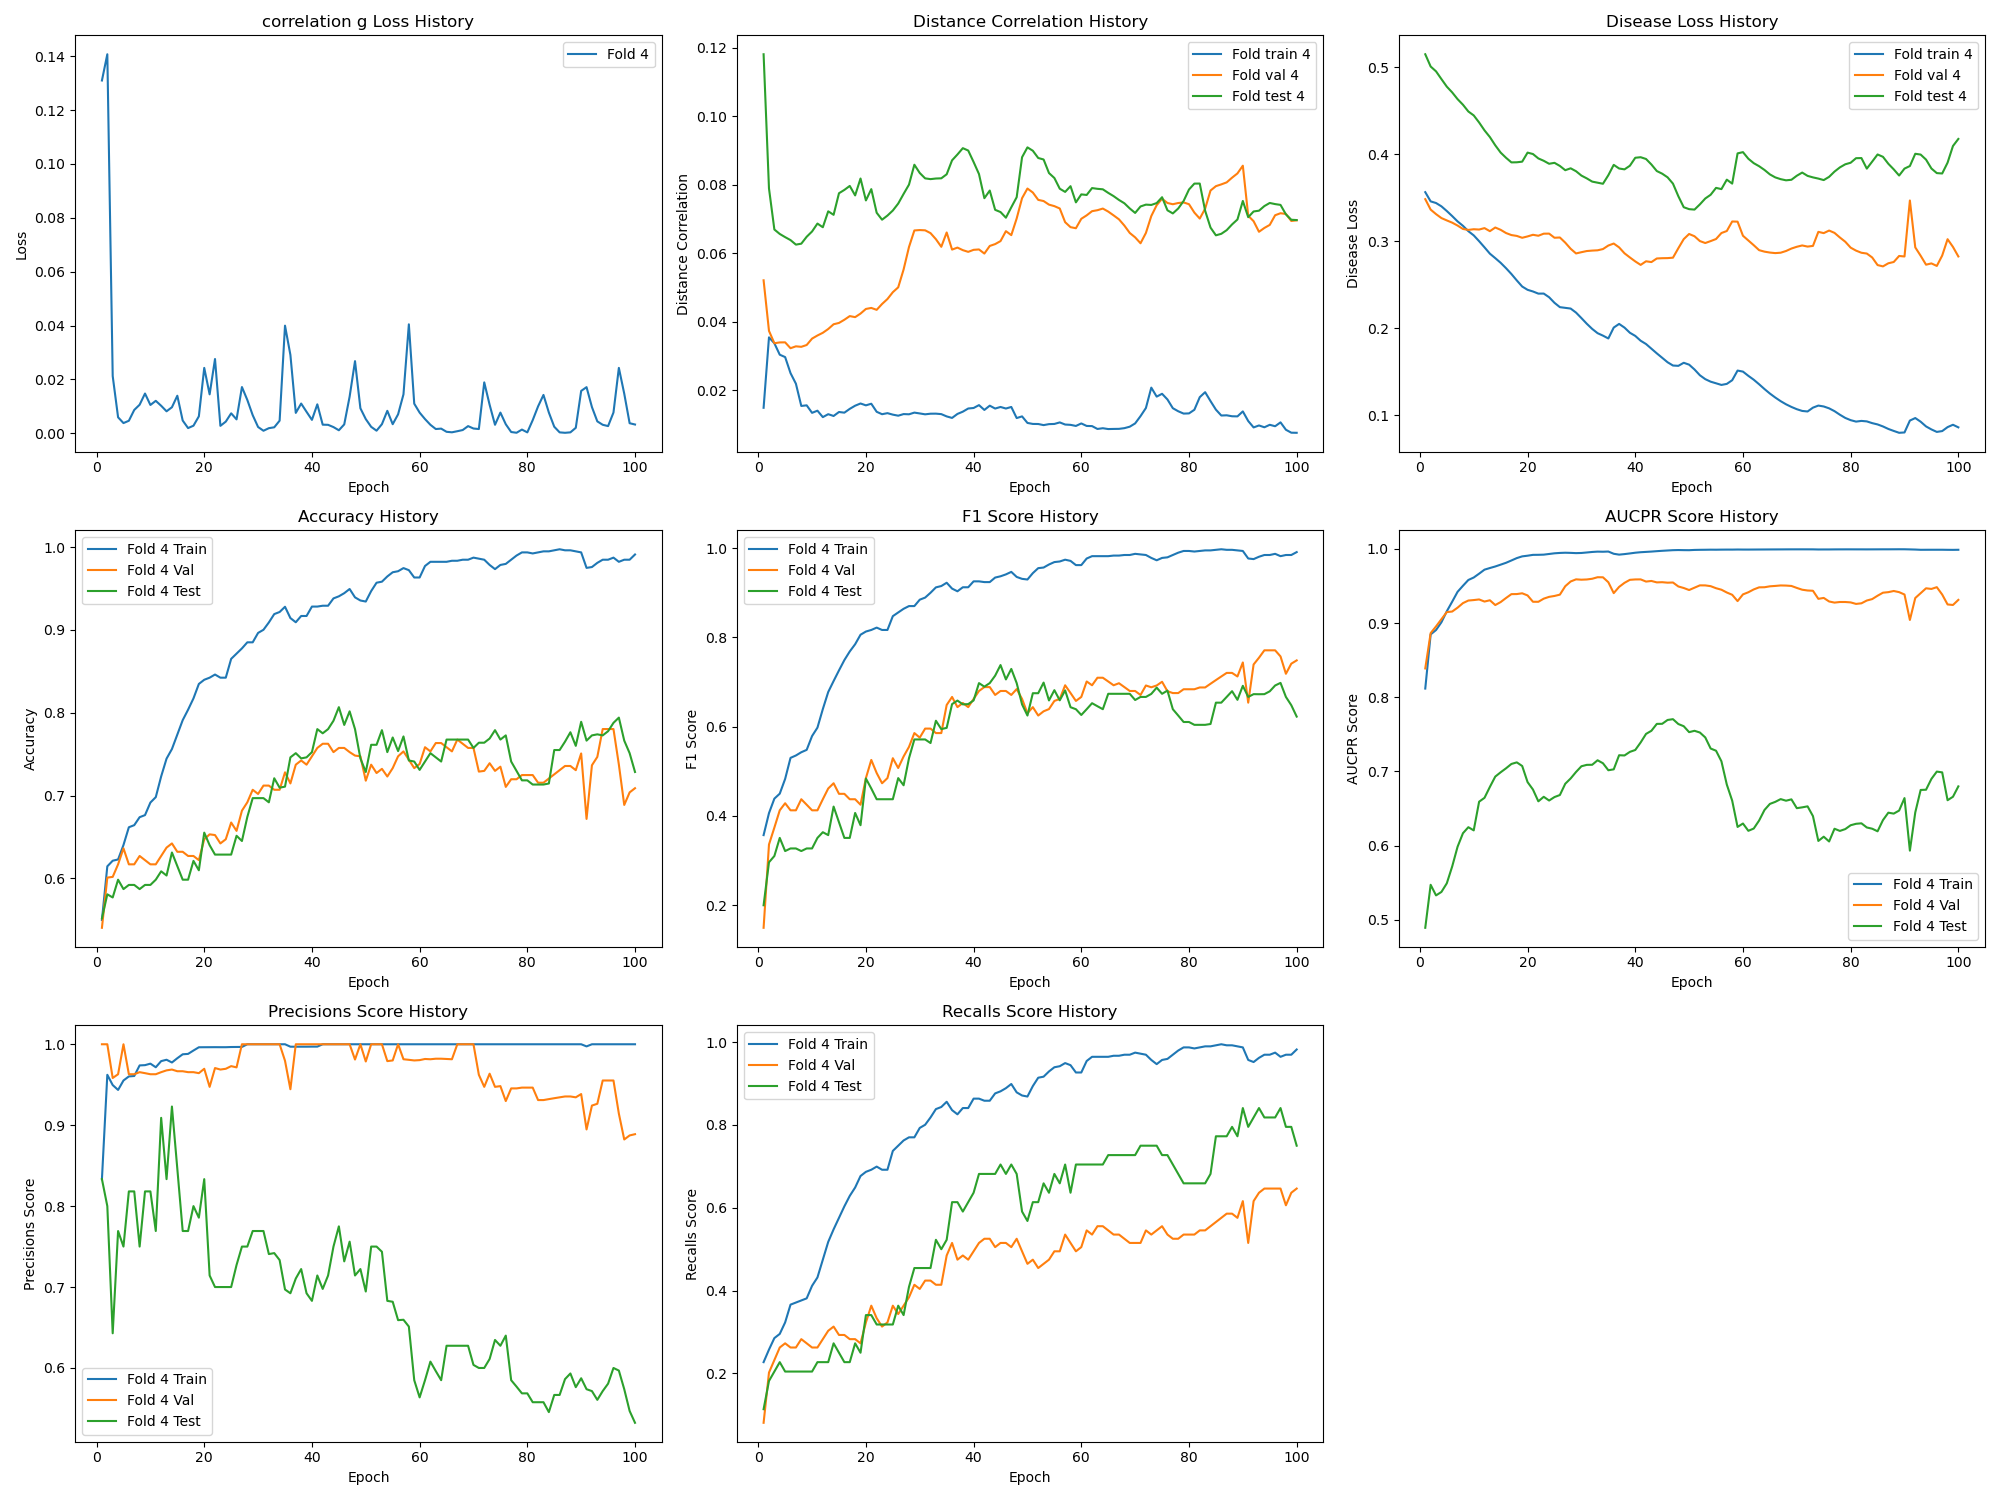 correlation g Loss History
Loss
0.14
0.12
0.10
0.08
0.06
0.04
0.02
0.00
Fold 4
0 20 40 60 80 100
Epoch
Distance Correlation History
Distance Correlation
0.12
0.10
0.08
0.06
0.04
0.02
Fold train 4
Fold val 4
Fold test 4
0 20 40 60 80 100
Epoch
Disease Loss History
Disease Loss
0.5
0.4
0.3
0.2
0.1
Fold train 4
Fold val 4
Fold test 4
0 20 40 60 80 100
Epoch
Accuracy History
Accuracy
1.0
0.9
0.8
0.7
0.6
Fold 4 Train
Fold 4 Val
Fold 4 Test
0 20 40 60 80 100
Epoch
F1 Score History
F1 Score
1.0
0.8
0.6
0.4
0.2
Fold 4 Train
Fold 4 Val
Fold 4 Test
0 20 40 60 80 100
Epoch
AUCPR Score History
AUCPR Score
1.0
0.9
0.8
0.7
0.6
0.5
Fold 4 Train
Fold 4 Val
Fold 4 Test
0 20 40 60 80 100
Epoch
Precisions Score History
Precisions Score
1.0
0.9
0.8
0.7
0.6
Fold 4 Train
Fold 4 Val
Fold 4 Test
0 20 40 60 80 100
Epoch
Recalls Score History
Recalls Score
1.0
0.8
0.6
0.4
0.2
Fold 4 Train
Fold 4 Val
Fold 4 Test
0 20 40 60 80 100
Epoch